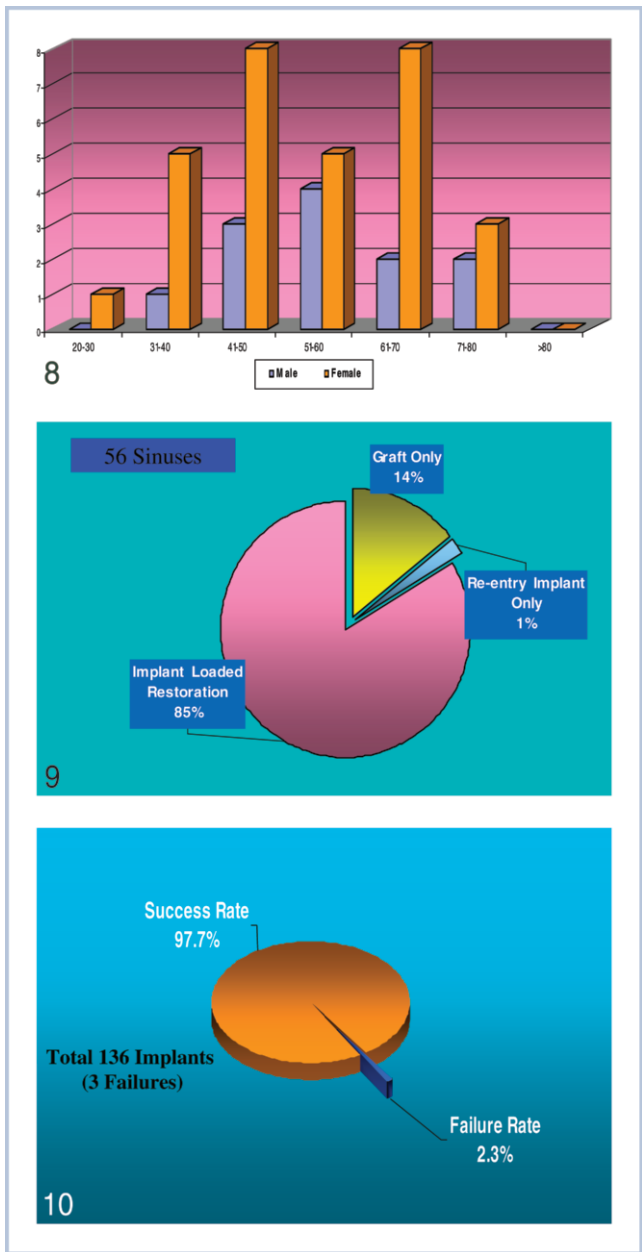 8
7
6
5
4
3
2
1
0
20-30 31-40 41-50 51-60 61-70 71-80 >80
8
Male Female
56 Sinuses
Graft Only
14%
Re-entry Implant
Only
1%
Implant Loaded
Restoration
85%
9
Success Rate
97.7%
Total 136 Implants
(3 Failures)
Failure Rate
2.3%
10